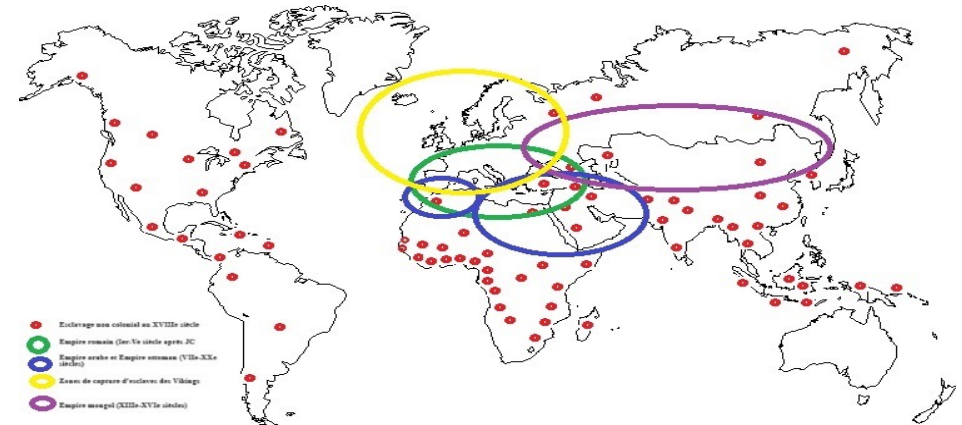 Esclavage non colonial au XVIIIe siècle
Empire romain (Ier-Ve siècle après JC
Empire arabe et Empire ottoman (VIIe-XXe
siècles)
Zones de capture d'esclaves des Vikings
Empire mongol (XIIIe-XVIe siècles)